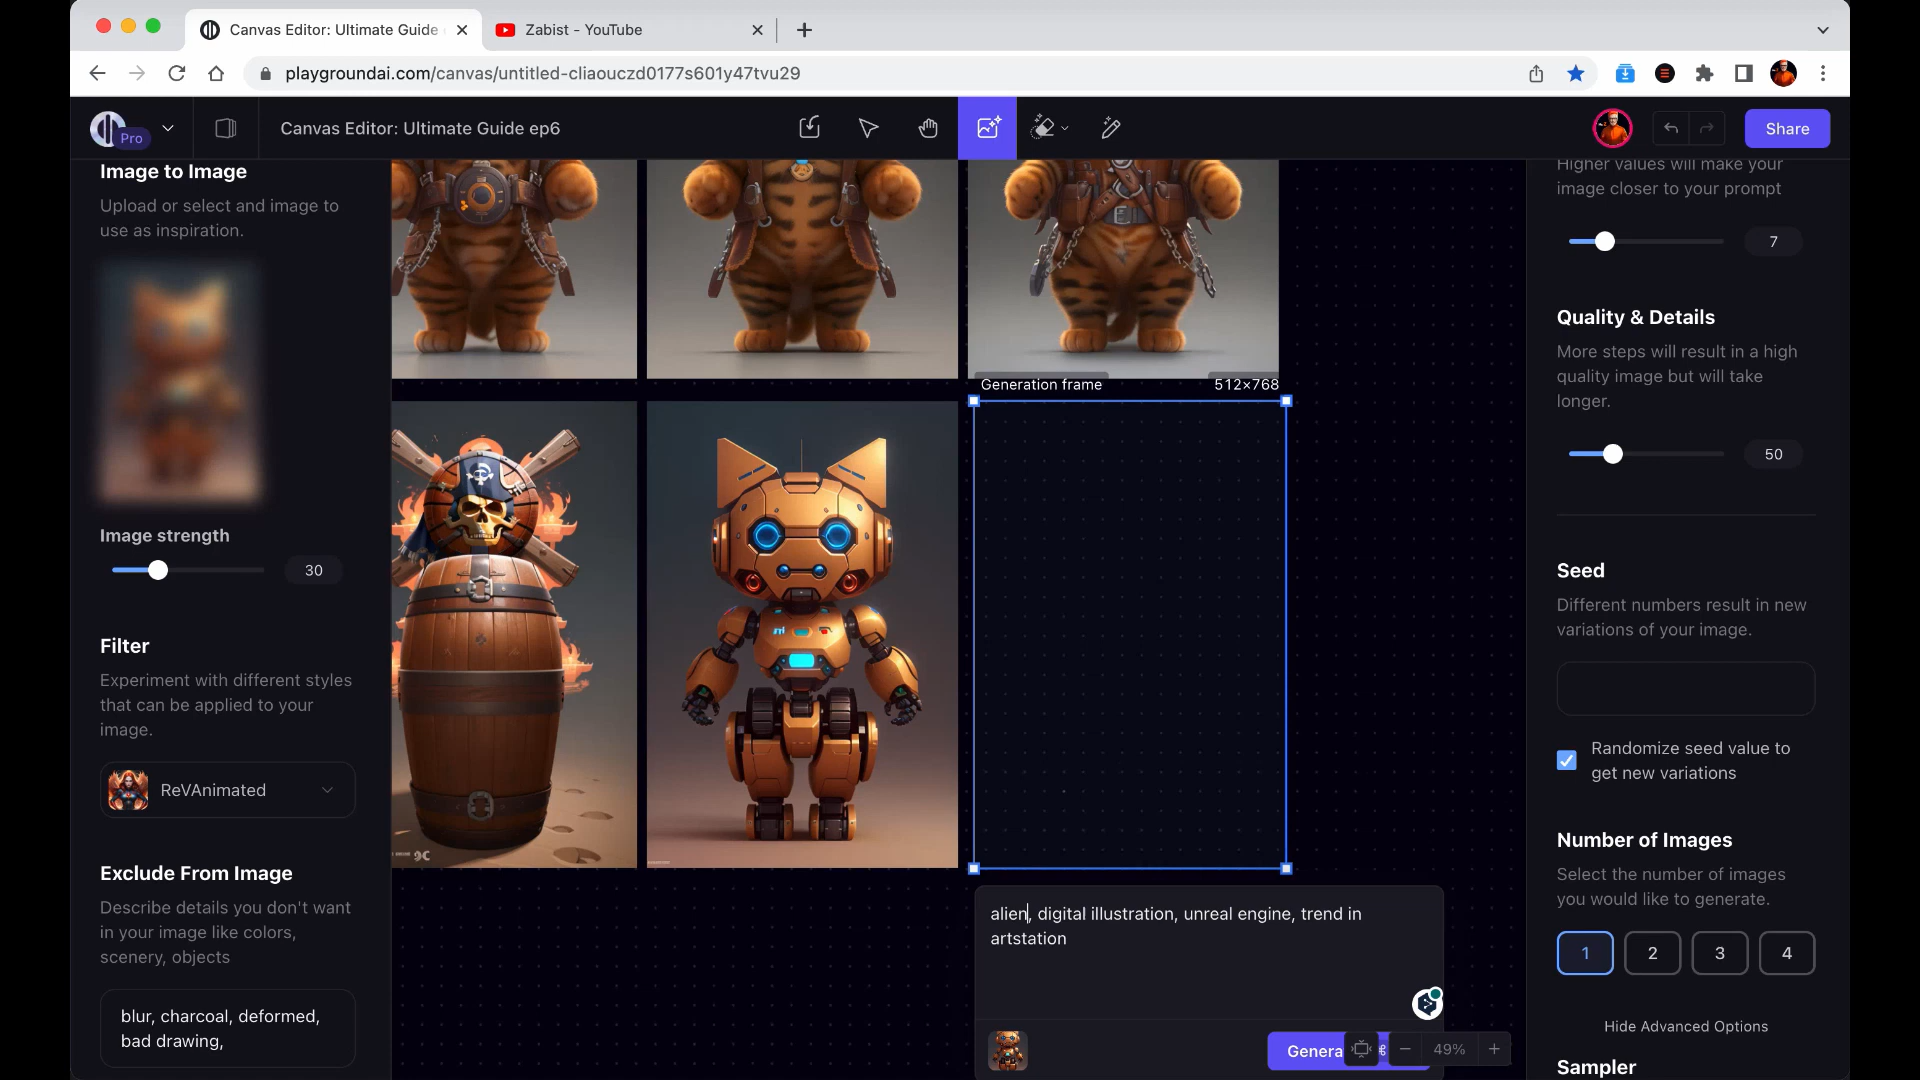 Canvas Editor: Ultimate Guide
Zabist - YouTube
playgroundai.com/canvas/untitled-cliaouczd0177s601y47tvu29
Pro
Canvas Editor: Ultimate Guide ep6
Share
Image to Image
Upload or select and image to
use as inspiration.
Image strength
30
Filter
Experiment with different styles
that can be applied to your
image.
ReVAnimated
Exclude From Image
Describe details you don't want
in your image like colors,
scenery, objects
blur, charcoal, deformed,
bad drawing,
Generation frame
512×768
alien, digital illustration, unreal engine, trend in
artstation
Genera
49%
Higher values will make your
image closer to your prompt
7
Quality & Details
More steps will result in a high
quality image but will take
longer.
50
Seed
Different numbers result in new
variations of your image.
Randomize seed value to
get new variations
Number of Images
Select the number of images
you would like to generate.
1
2
3
4
Hide Advanced Options
Sampler